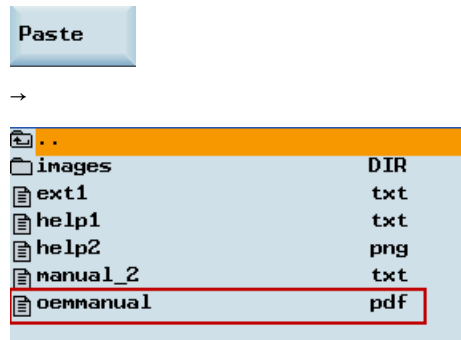 Paste
→
..
images DIR
ext1 txt
help1 txt
help2 png
manual_2 txt
oemmanual pdf